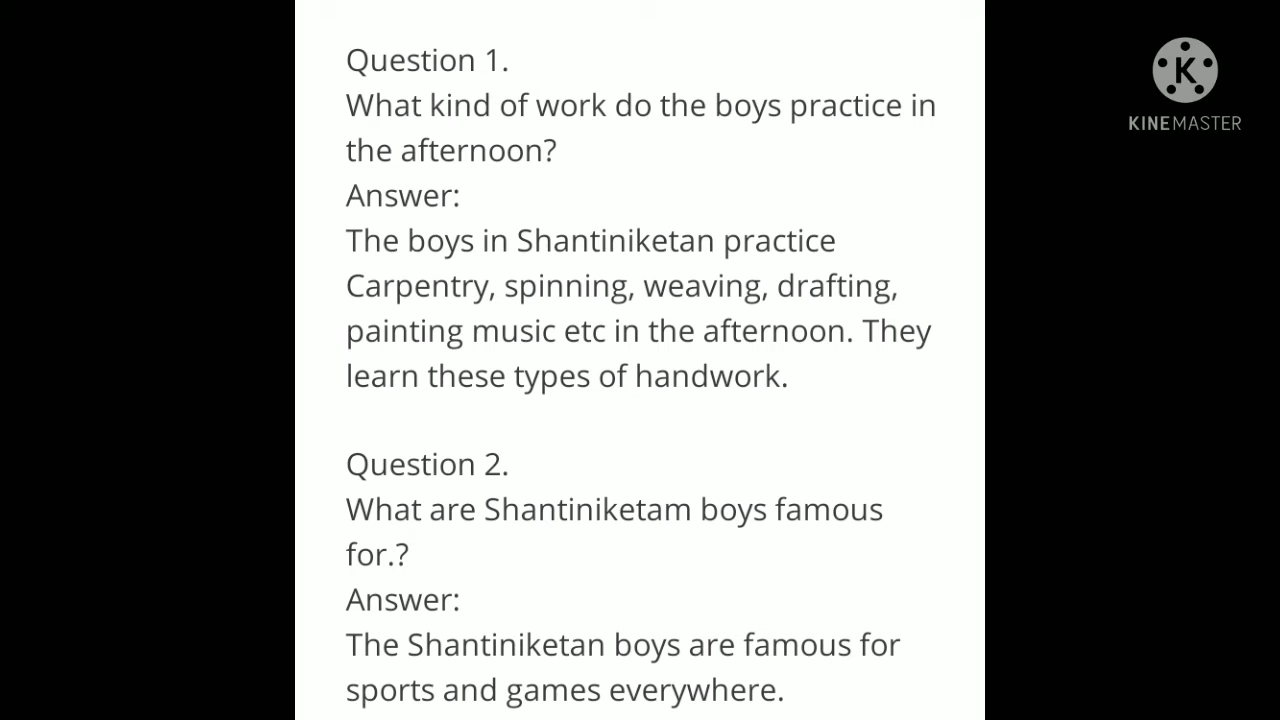 Question 1.
What kind of work do the boys practice in
the afternoon?
Answer:
The boys in Shantiniketan practice
Carpentry, spinning, weaving, drafting,
painting music etc in the afternoon. They
learn these types of handwork.
Question 2.
What are Shantiniketam boys famous
for.?
Answer:
The Shantiniketan boys are famous for
sports and games everywhere.
K
KINEMASTER